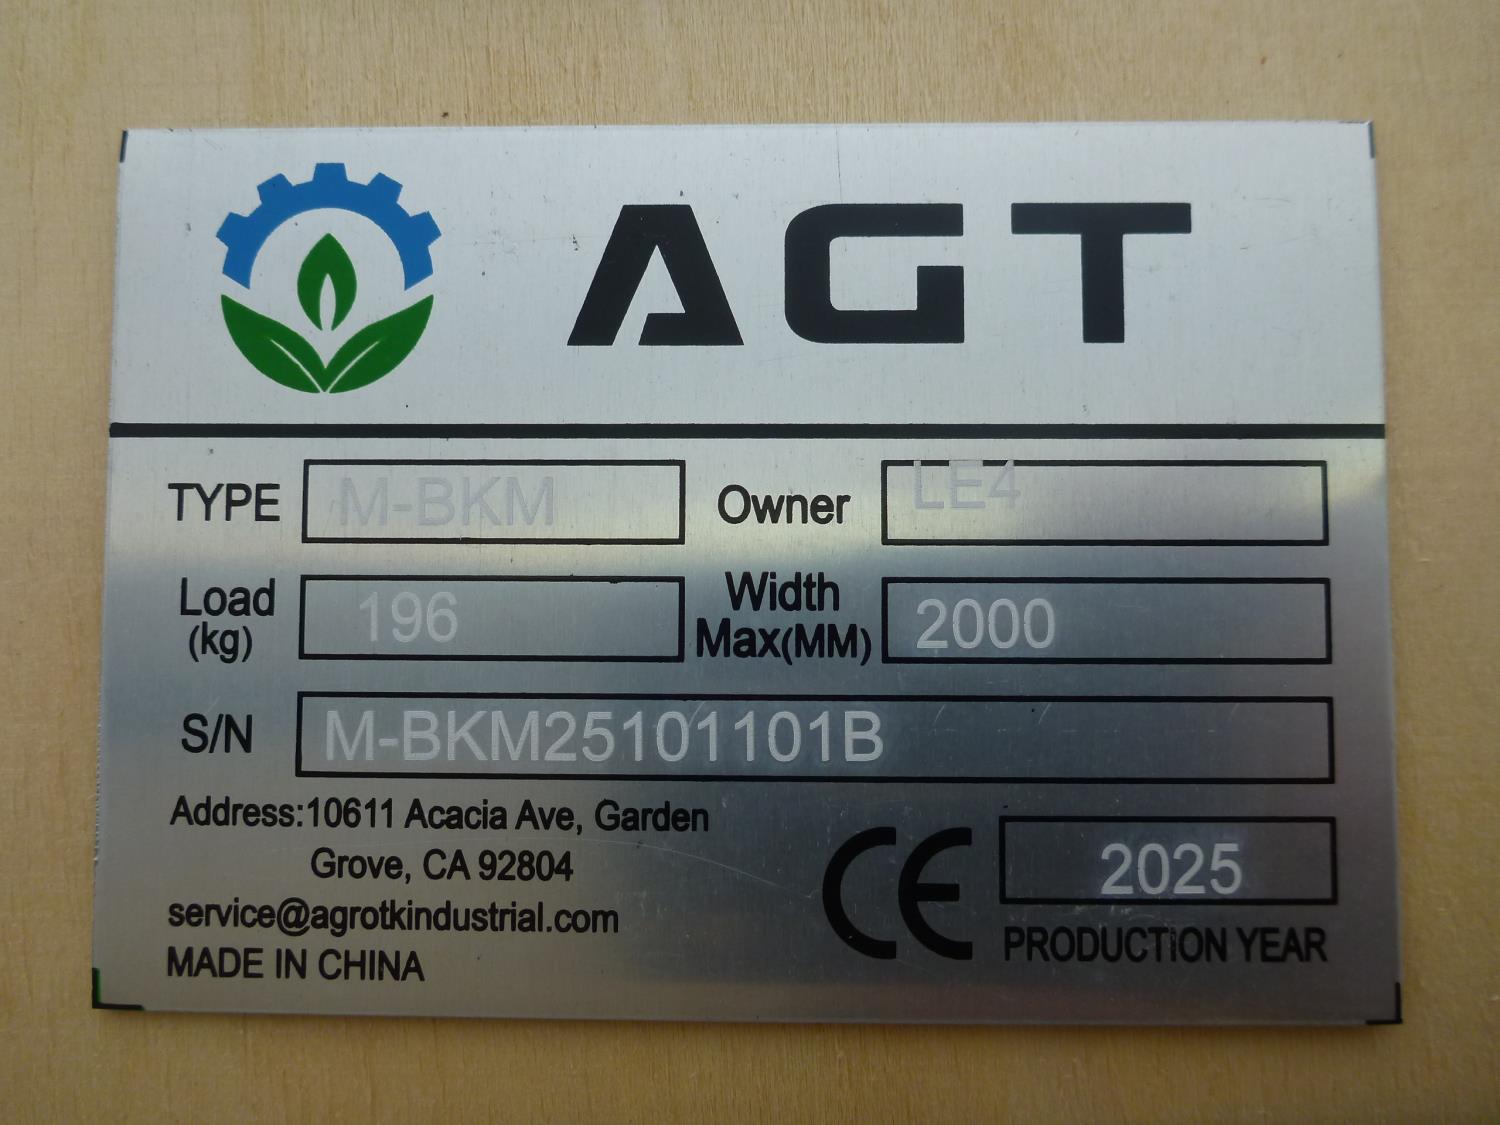 AGT
TYPE M-BKM Owner LE4
Load (kg) 196 Width Max(MM) 2000
S/N M-BKM25101101B
Address:10611 Acacia Ave, Garden
Grove, CA 92804
service@agrotkindustrial.com
MADE IN CHINA
CE 2025
PRODUCTION YEAR